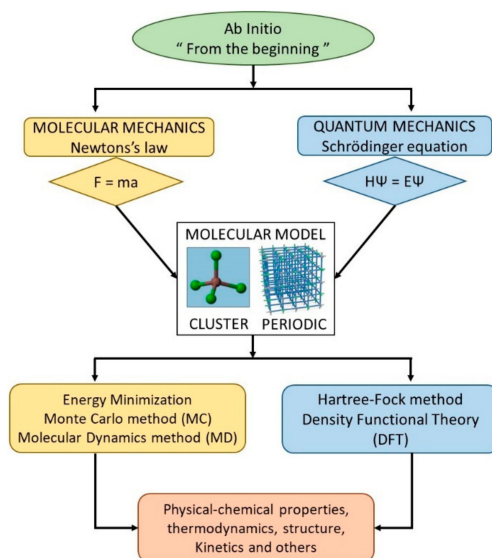 Ab Initio
“ From the beginning ”
MOLECULAR MECHANICS
Newtons's law
QUANTUM MECHANICS
Schrödinger equation
F = ma
HΨ = EΨ
MOLECULAR MODEL
CLUSTER PERIODIC
Energy Minimization
Monte Carlo method (MC)
Molecular Dynamics method (MD)
Hartree-Fock method
Density Functional Theory
(DFT)
Physical-chemical properties,
thermodynamics, structure,
Kinetics and others